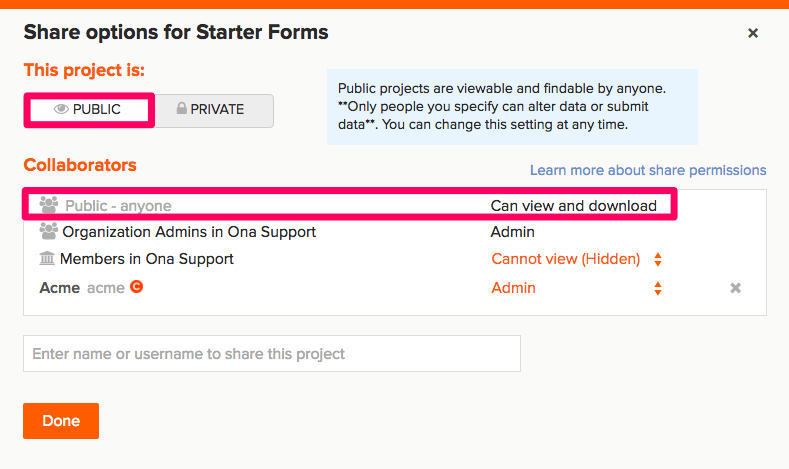 Share options for Starter Forms
×
This project is:
PUBLIC PRIVATE
Public projects are viewable and findable by anyone.
**Only people you specify can alter data or submit
data**. You can change this setting at any time.
Collaborators
Learn more about share permissions
Public - anyone Can view and download
Organization Admins in Ona Support Admin
Members in Ona Support Cannot view (Hidden)
Acme acme C Admin ×
Enter name or username to share this project
Done